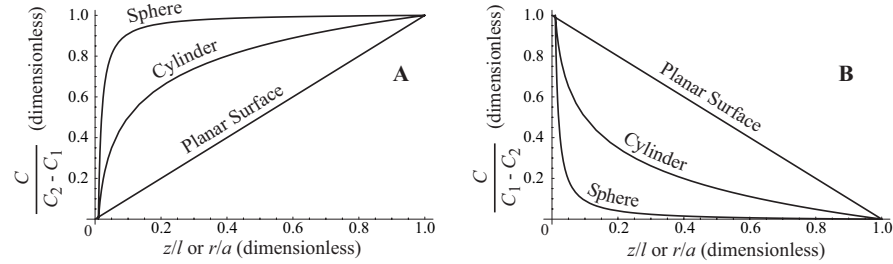 1.0
0.8
0.6
0.4
0.2
0
0.2
0.4
0.6
0.8
1.0
C
C₂ - C₁
(dimensionless)
Sphere
Cylinder
Planar Surface
A
z/l or r/a (dimensionless)
1.0
0.8
0.6
0.4
0.2
0
0.2
0.4
0.6
0.8
1.0
C
C₁ - C₂
(dimensionless)
Planar Surface
Cylinder
Sphere
B
z/l or r/a (dimensionless)